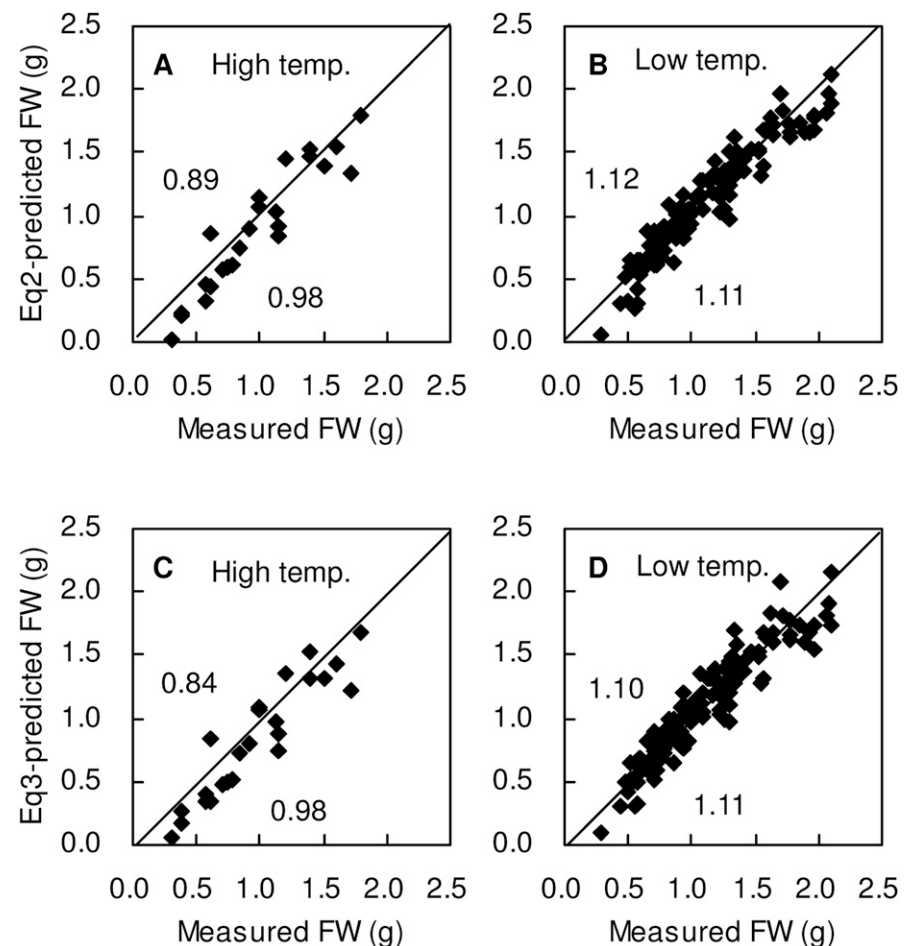 2.5
2.0
1.5
1.0
0.5
0.0
Eq2-predicted FW (g)
A High temp.
0.89
0.98
0.0 0.5 1.0 1.5 2.0 2.5
Measured FW (g)
2.5
2.0
1.5
1.0
0.5
0.0
B Low temp.
1.12
1.11
0.0 0.5 1.0 1.5 2.0 2.5
Measured FW (g)
2.5
2.0
1.5
1.0
0.5
0.0
Eq3-predicted FW (g)
C High temp.
0.84
0.98
0.0 0.5 1.0 1.5 2.0 2.5
Measured FW (g)
2.5
2.0
1.5
1.0
0.5
0.0
D Low temp.
1.10
1.11
0.0 0.5 1.0 1.5 2.0 2.5
Measured FW (g)